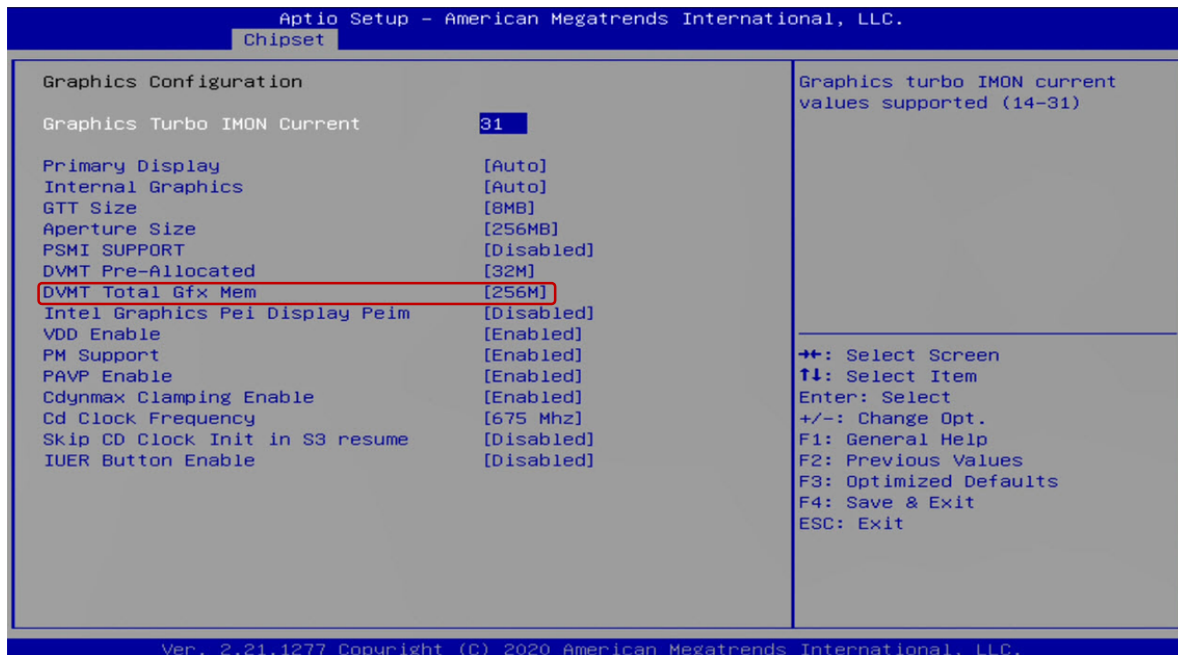 Aptio Setup – American Megatrends International, LLC.
Chipset
Graphics Configuration
Graphics Turbo IMON Current 31
Primary Display [Auto]
Internal Graphics [Auto]
GTT Size [8MB]
Aperture Size [256MB]
PSMI SUPPORT [Disabled]
DVMT Pre-Allocated [32M]
DVMT Total Gfx Mem [256M]
Intel Graphics Pei Display Peim [Disabled]
VDD Enable [Enabled]
PM Support [Enabled]
PAVP Enable [Enabled]
Cdynmax Clamping Enable [Enabled]
Cd Clock Frequency [675 Mhz]
Skip CD Clock Init in S3 resume [Disabled]
IUER Button Enable [Disabled]
Graphics turbo IMON current
values supported (14-31)
→←: Select Screen
↑↓: Select Item
Enter: Select
+/-: Change Opt.
F1: General Help
F2: Previous Values
F3: Optimized Defaults
F4: Save & Exit
ESC: Exit
Ver. 2.21.1277 Copyright (C) 2020 American Megatrends International, LLC.